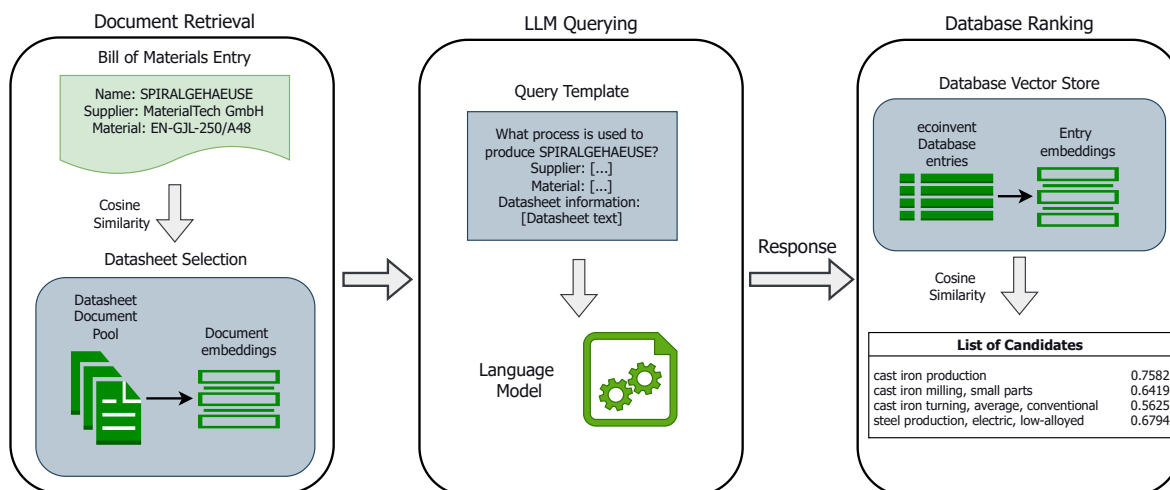 Document Retrieval
Bill of Materials Entry
Name: SPIRALGEHAEUSE
Supplier: MaterialTech GmbH
Material: EN-GJL-250/A48
Cosine
Similarity
Datasheet Selection
Datasheet
Document
Pool
Document
embeddings
LLM Querying
Query Template
What process is used to
produce SPIRALGEHAEUSE?
Supplier: [...]
Material: [...]
Datasheet information:
[Datasheet text]
Language
Model
Response
Database Ranking
Database Vector Store
ecoinvent
Database
entries
Entry
embeddings
Cosine
Similarity
List of Candidates
cast iron production 0.7582
cast iron milling, small parts 0.6419
cast iron turning, average, conventional 0.5625
steel production, electric, low-alloyed 0.6794